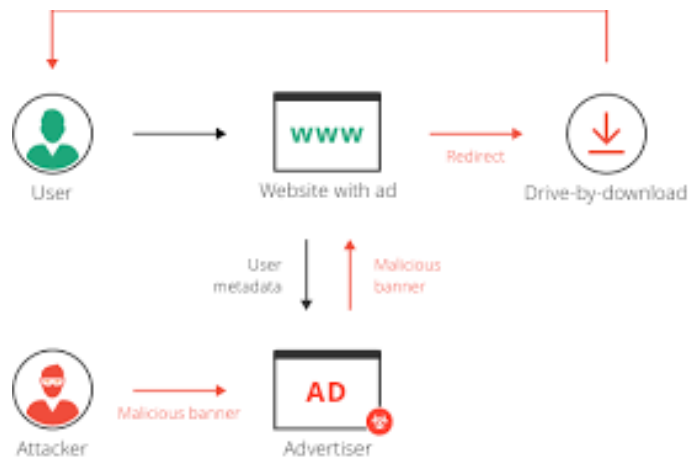 www
Redirect
User
Website with ad
Drive-by-download
User
metadata
Malicious
banner
AD
Malicious banner
Attacker
Advertiser